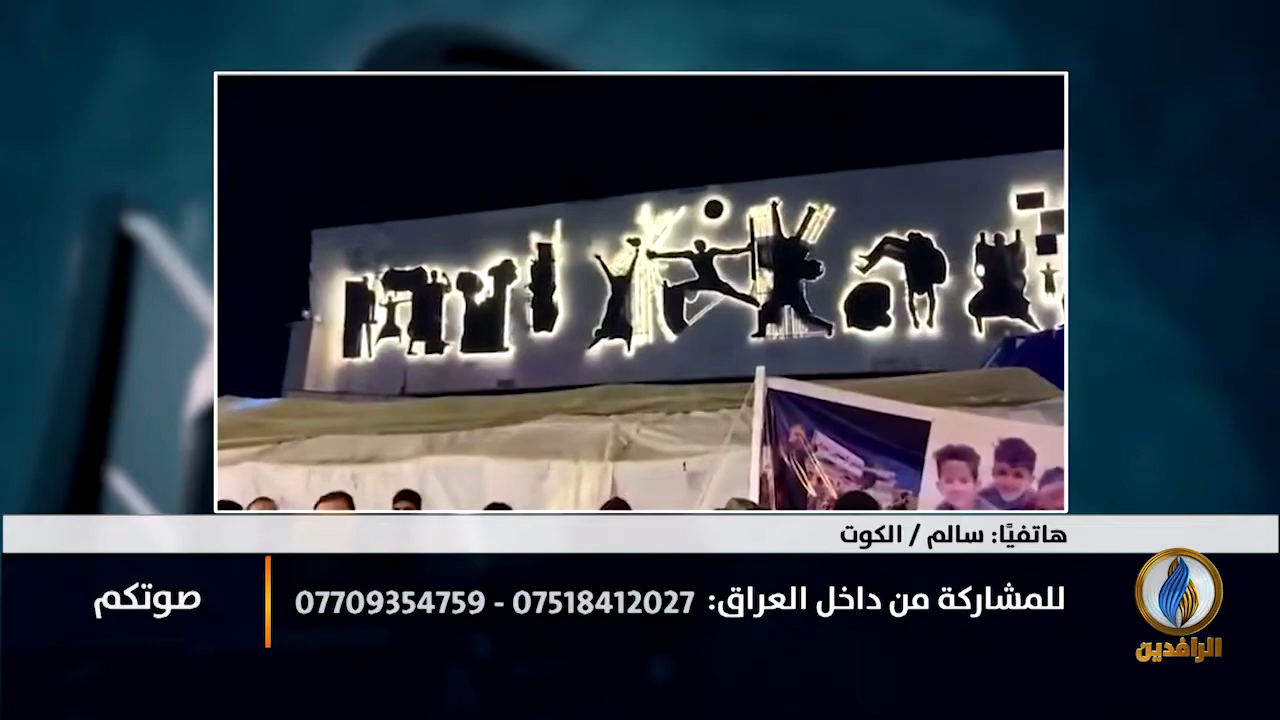 هاتفيًا: سالم / الكوت
للمشاركة من داخل العراق: 07518412027 - 07709354759
صوتكم
الرافدين